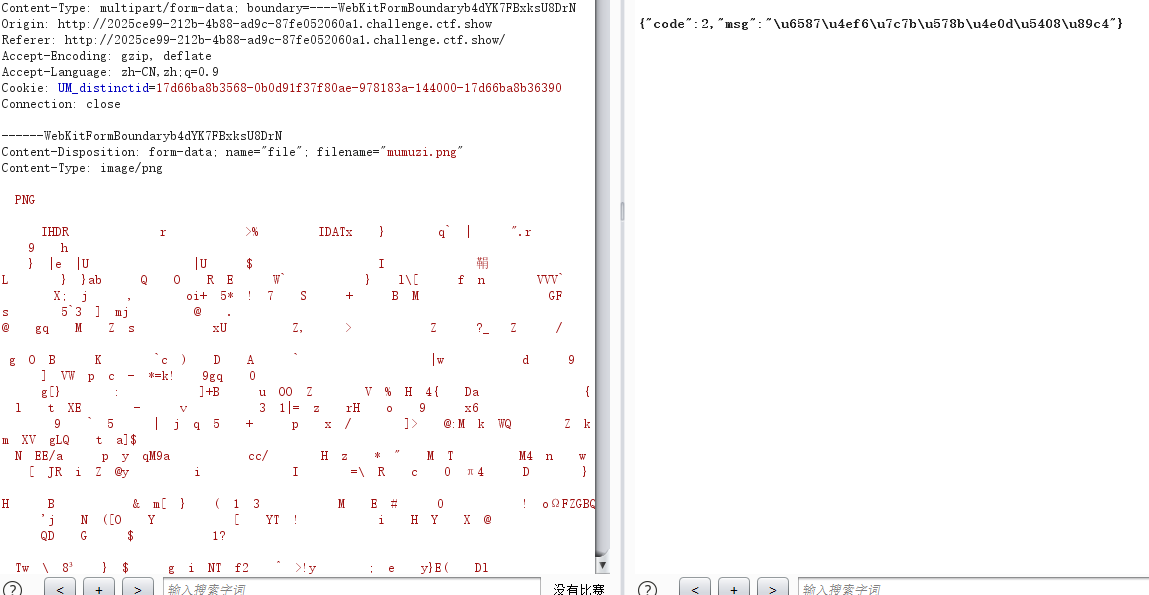 Content-Type: multipart/form-data; boundary=----WebKitFormBoundaryb4dYK7FBxksU8DrN
Origin: http://2025ce99-212b-4b88-ad9c-87fe052060a1.challenge.ctf.show
Referer: http://2025ce99-212b-4b88-ad9c-87fe052060a1.challenge.ctf.show/
Accept-Encoding: gzip, deflate
Accept-Language: zh-CN,zh;q=0.9
Cookie: UM_distinctid=17d66ba8b3568-0b0d91f37f80ae-978183a-144000-17d66ba8b36390
Connection: close
------WebKitFormBoundaryb4dYK7FBxksU8DrN
Content-Disposition: form-data; name="file"; filename="mumuzi.png"
Content-Type: image/png
PNG
IHDR r >% IDATx } q` | ".r
9 h
} |e |U |U $ I
L } }ab Q O R E W` } l\[ f n VVV`
X; j , oi+ 5* ! 7 S + B M GF
s 5`3 ] mj @ .
@ gq M Z s xU Z, > Z ?_ Z /
g O B K `c ) D A ` |w d 9
] VW p c - *=k! 9gq 0
g[} : ]+B u OO Z V % H 4{ Da {
l t XE - v 3 1|= z rH o 9 x6
9 ` 5 | j q 5 + p x / ]> @:M k WQ Z k
m XV gLQ t a]$
N EE/a p y qM9a cc/ H z * " M T M4 n w
[ JR i Z @y i I =\ R c 0 π4 D }
H B & m[ } ( 1 3 M E # 0 ! oΩFZGBQ
'j N ([O Y [ YT ! i H Y X @
QD G $ 1?
Tw \ 8³ } $ g i NT f2 ^ >!y ; e y}E( Dl
? < + > 输入搜索字词 没有比赛
{"code":2,"msg":"\u6587\u4ef6\u7c7b\u578b\u4e0d\u5408\u89c4"}
? < + > 输入搜索字词